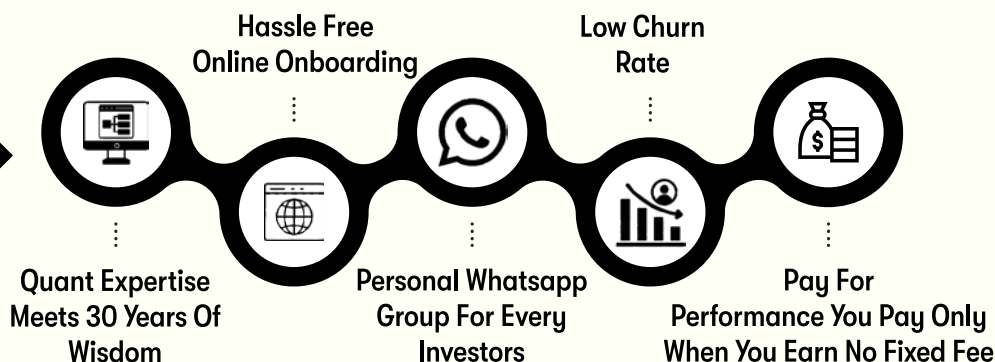 Hassle Free
Online Onboarding
Low Churn
Rate
$
Quant Expertise
Meets 30 Years Of
Wisdom
Personal Whatsapp
Group For Every
Investors
Pay For
Performance You Pay Only
When You Earn No Fixed Fee